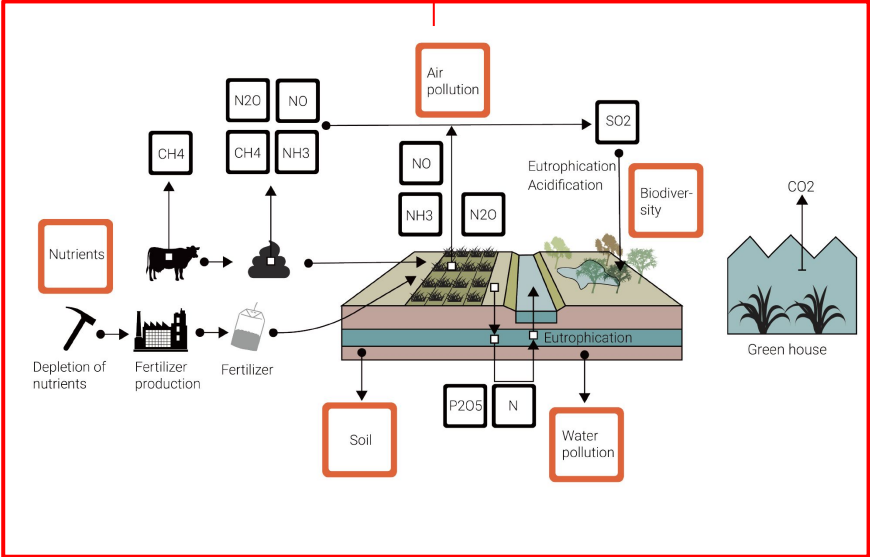 Air
pollution
N2O
NO
SO2
CH4
CH4
NH3
NO
Eutrophication
Acidification
Biodiver-
sity
CO2
NH3
N2O
Nutrients
Eutrophication
Green house
Depletion of
nutrients
Fertilizer
production
Fertilizer
P2O5
N
Soil
Water
pollution